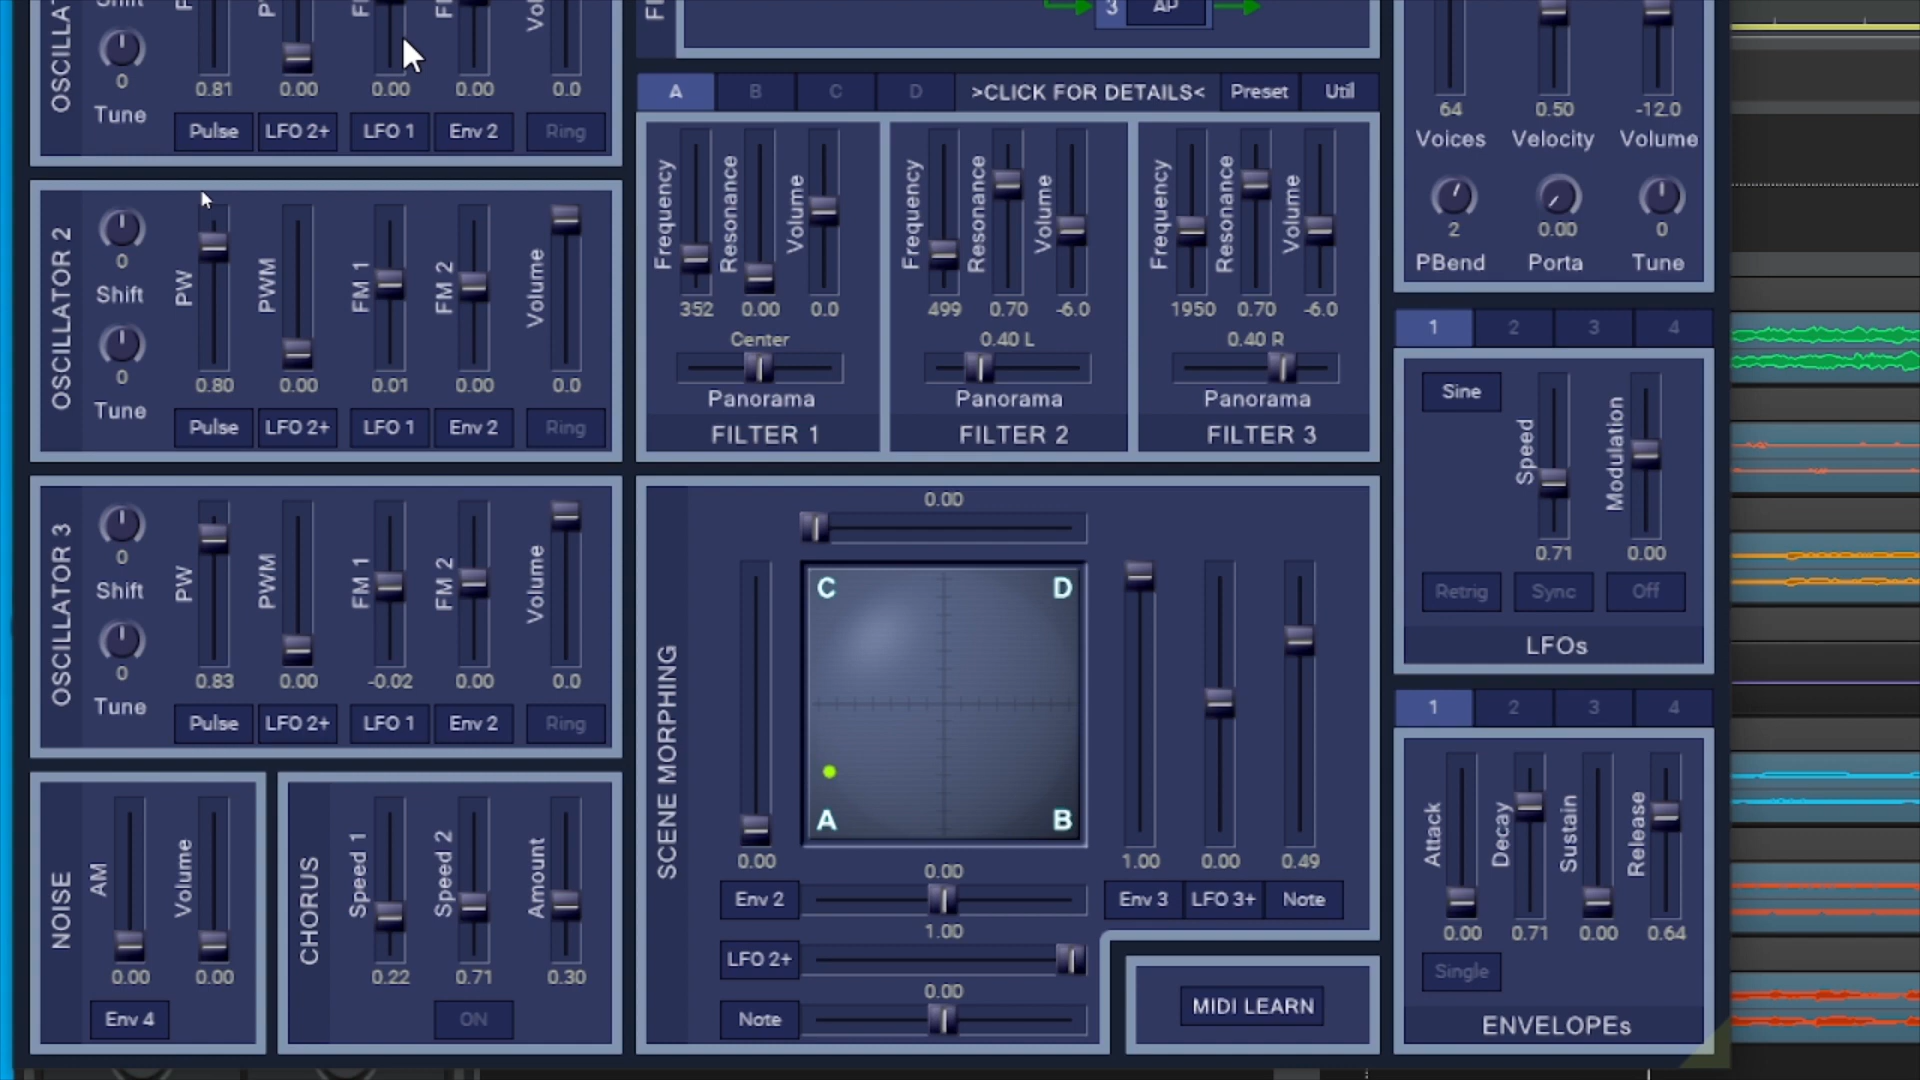 Shift
0
Tune
0.81
0.00
0.00
0.00
0.0
Pulse
LFO 2+
LFO 1
Env 2
Ring
OSCILLATOR 2
0
Shift
0
Tune
PW
PWM
FM 1
FM 2
Volume
0.80
0.00
0.01
0.00
0.0
Pulse
LFO 2+
LFO 1
Env 2
Ring
OSCILLATOR 3
0
Shift
0
Tune
PW
PWM
FM 1
FM 2
Volume
0.83
0.00
-0.02
0.00
0.0
Pulse
LFO 2+
LFO 1
Env 2
Ring
NOISE
AM
Volume
0.00
0.00
Env 4
CHORUS
Speed 1
Speed 2
Amount
0.22
0.71
0.30
ON
3
AP
A
B
C
D
>CLICK FOR DETAILS<
Preset
Util
Frequency
Resonance
Volume
352
0.00
0.0
Center
Panorama
FILTER 1
Frequency
Resonance
Volume
499
0.70
-6.0
0.40 L
Panorama
FILTER 2
Frequency
Resonance
Volume
1950
0.70
-6.0
0.40 R
Panorama
FILTER 3
SCENE MORPHING
0.00
C
D
A
B
0.00
Env 2
0.00
1.00
LFO 2+
0.00
Note
1.00
0.00
0.49
Env 3
LFO 3+
Note
MIDI LEARN
64
0.50
-12.0
Voices
Velocity
Volume
2
0.00
0
PBend
Porta
Tune
1
2
3
4
Sine
Speed
Modulation
0.71
0.00
Retrig
Sync
Off
LFOs
1
2
3
4
Attack
Decay
Sustain
Release
0.00
0.71
0.00
0.64
Single
ENVELOPEs